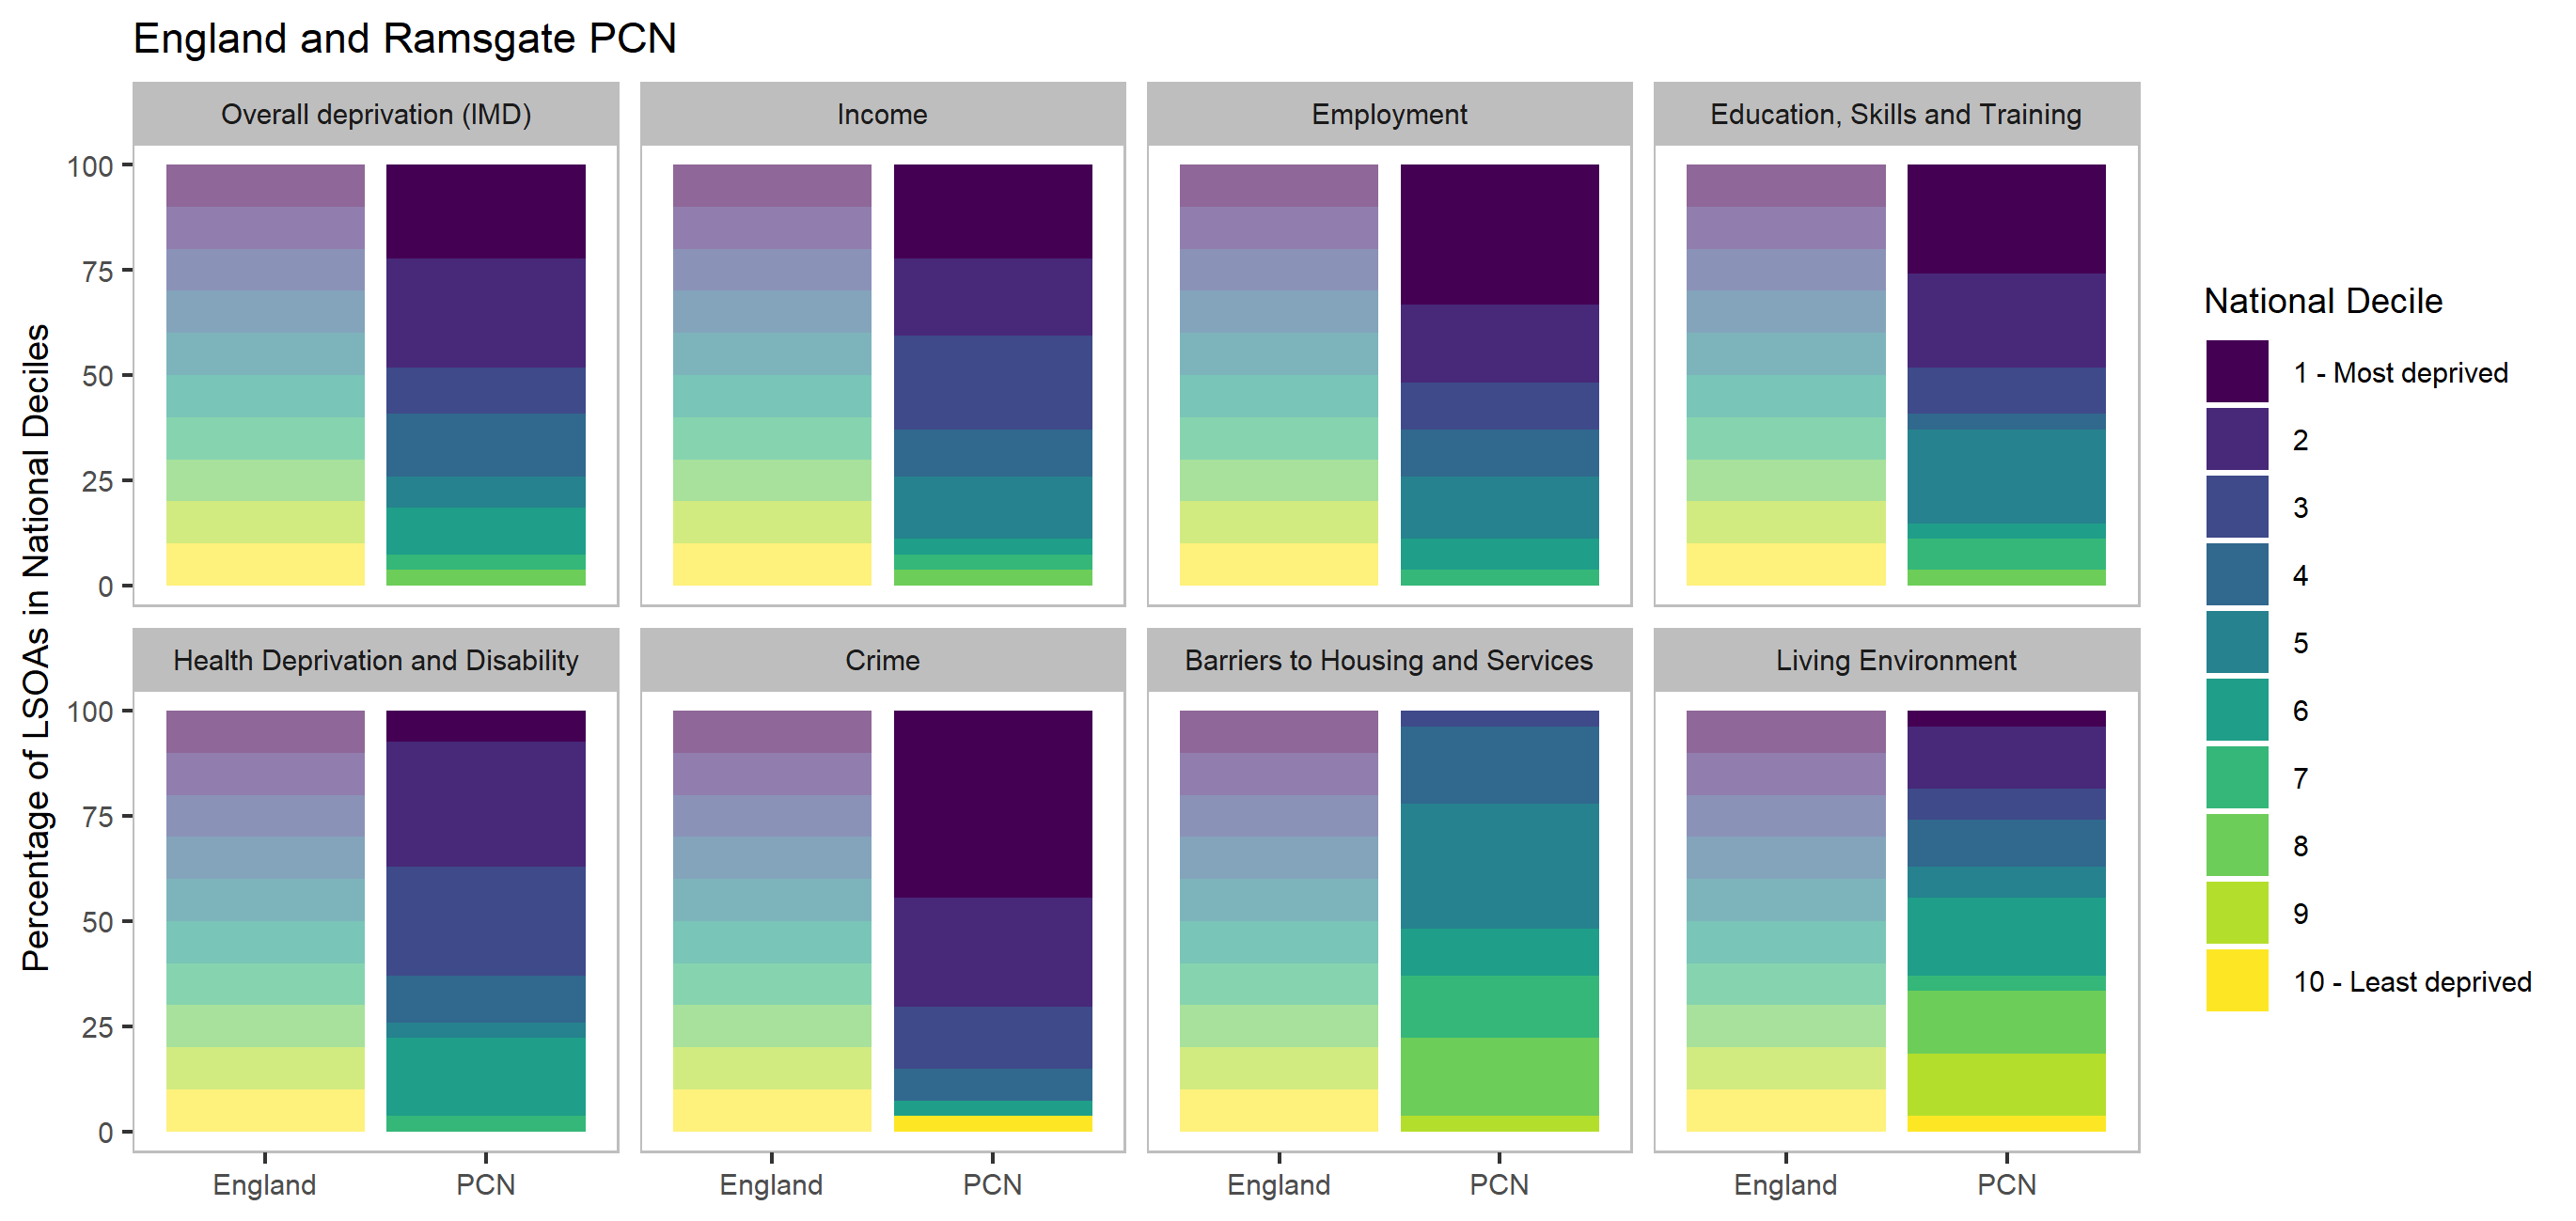 England and Ramsgate PCN
Overall deprivation (IMD)
Income
Employment
Education, Skills and Training
100
75
50
25
0
Health Deprivation and Disability
Crime
Barriers to Housing and Services
Living Environment
100
75
50
25
0
England
PCN
England
PCN
England
PCN
England
PCN
Percentage of LSOAs in National Deciles
National Decile
1 - Most deprived
2
3
4
5
6
7
8
9
10 - Least deprived